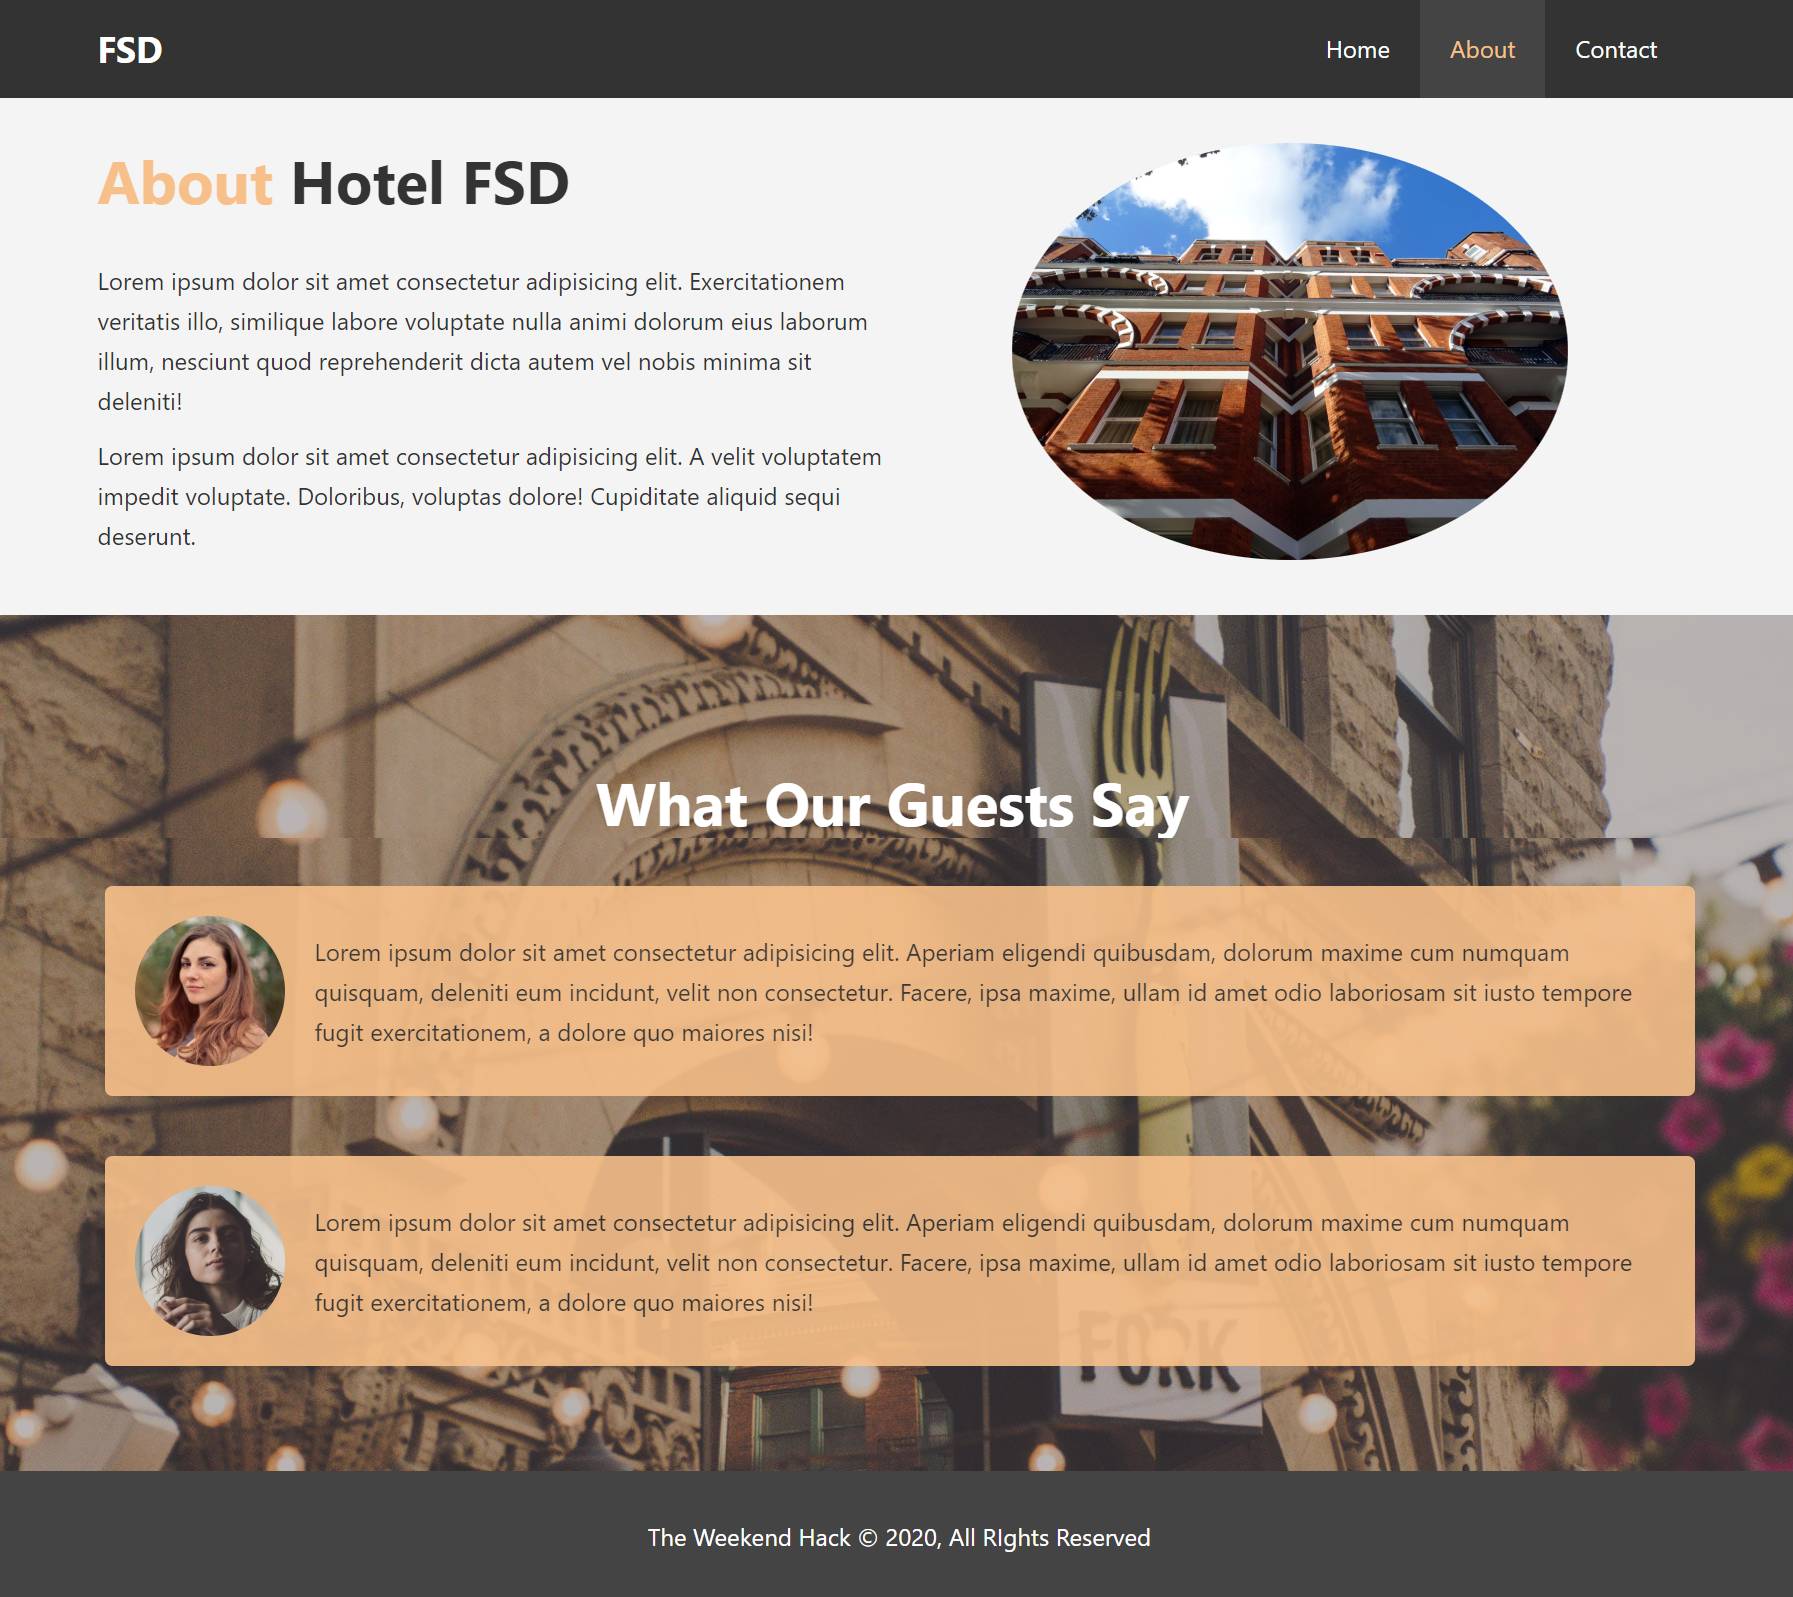 FSD
Home About Contact
About Hotel FSD
Lorem ipsum dolor sit amet consectetur adipisicing elit. Exercitationem
veritatis illo, similique labore voluptate nulla animi dolorum eius laborum
illum, nesciunt quod reprehenderit dicta autem vel nobis minima sit
deleniti!
Lorem ipsum dolor sit amet consectetur adipisicing elit. A velit voluptatem
impedit voluptate. Doloribus, voluptas dolore! Cupiditate aliquid sequi
deserunt.
What Our Guests Say
Lorem ipsum dolor sit amet consectetur adipisicing elit. Aperiam eligendi quibusdam, dolorum maxime cum numquam
quisquam, deleniti eum incidunt, velit non consectetur. Facere, ipsa maxime, ullam id amet odio laboriosam sit iusto tempore
fugit exercitationem, a dolore quo maiores nisi!
Lorem ipsum dolor sit amet consectetur adipisicing elit. Aperiam eligendi quibusdam, dolorum maxime cum numquam
quisquam, deleniti eum incidunt, velit non consectetur. Facere, ipsa maxime, ullam id amet odio laboriosam sit iusto tempore
fugit exercitationem, a dolore quo maiores nisi!
FORK
The Weekend Hack © 2020, All RIghts Reserved